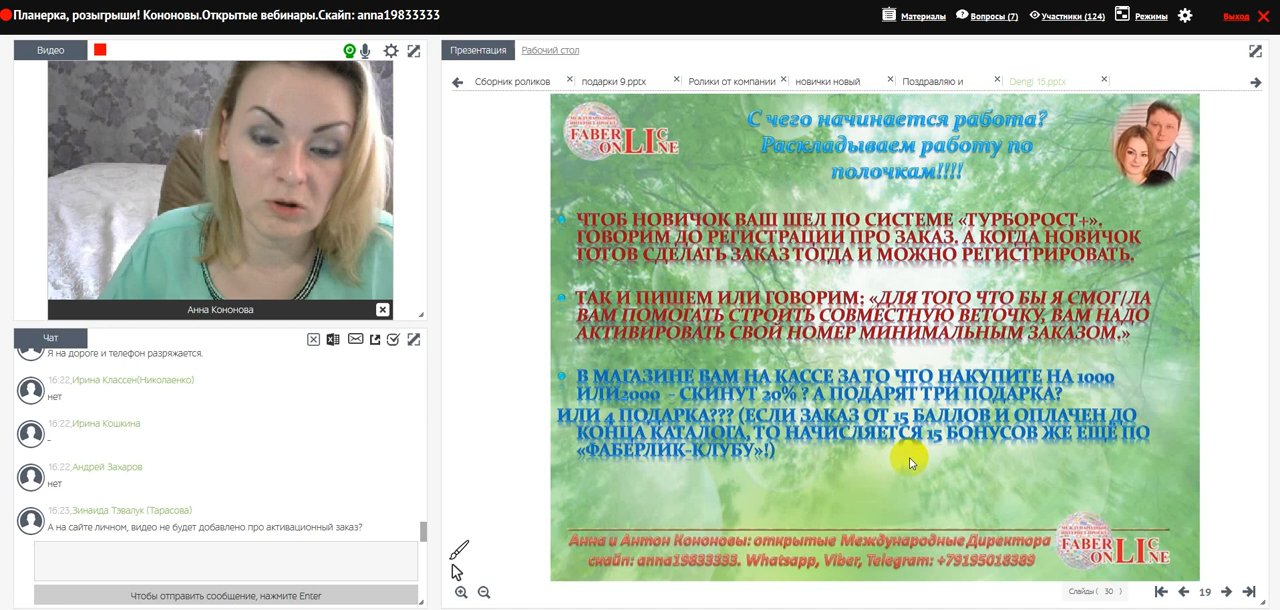 Планерка, розыгрыши! Кононовы.Открытые вебинары.Скайп: anna19833333
Материалы
Вопросы (7)
Участники (124)
Режимы
Выход
Видео
Анна Кононова
Чат
Я на дороге и телефон разряжается.
16:22,Ирина Классен(Николаенко)
нет
16:22,Ирина Кошкина
-
16:22,Андрей Захаров
нет
16:23,Зинаида Тэвалук (Тарасова)
А на сайте личном, видео не будет добавлено про активационный заказ?
Чтобы отправить сообщение, нажмите Enter
Презентация
Рабочий стол
Сборник роликов
подарки 9.pptx
Ролики от компании
новички новый
Поздравляю и
Dengi 15.pptx
FABERLIC
ONLINE
С чего начинается работа?
Раскладываем работу по
полочкам!!!!
ЧТОБ НОВИЧОК ВАШ ШЕЛ ПО СИСТЕМЕ «ТУРБОРОСТ+».
ГОВОРИМ ДО РЕГИСТРАЦИИ ПРО ЗАКАЗ. А КОГДА НОВИЧОК
ГОТОВ СДЕЛАТЬ ЗАКАЗ ТОГДА И МОЖНО РЕГИСТРИРОВАТЬ.
ТАК И ПИШЕМ ИЛИ ГОВОРИМ: «ДЛЯ ТОГО ЧТО БЫ Я СМОГ/ЛА
ВАМ ПОМОГАТЬ СТРОИТЬ СОВМЕСТНУЮ ВЕТОЧКУ, ВАМ НАДО
АКТИВИРОВАТЬ СВОЙ НОМЕР МИНИМАЛЬНЫМ ЗАКАЗОМ.»
В МАГАЗИНЕ ВАМ НА КАССЕ ЗА ТО ЧТО НАКУПИТЕ НА 1000
ИЛИ2000 – СКИНУТ 20% ? А ПОДАРЯТ ТРИ ПОДАРКА?
ИЛИ 4 ПОДАРКА??? (ЕСЛИ ЗАКАЗ ОТ 15 БАЛЛОВ И ОПЛАЧЕН ДО
КОНЦА КАТАЛОГА, ТО НАЧИСЛЯЕТСЯ 15 БОНУСОВ ЖЕ ЕЩЕ ПО
«ФАБЕРЛИК-КЛУБУ»!)
Анна и Антон Кононовы: открытые Международные Директора
скайп: anna19833333. Whatsapp, Viber, Telegram: +79195018389
FABERLIC
ONLINE
Слайды ( 30 )
19